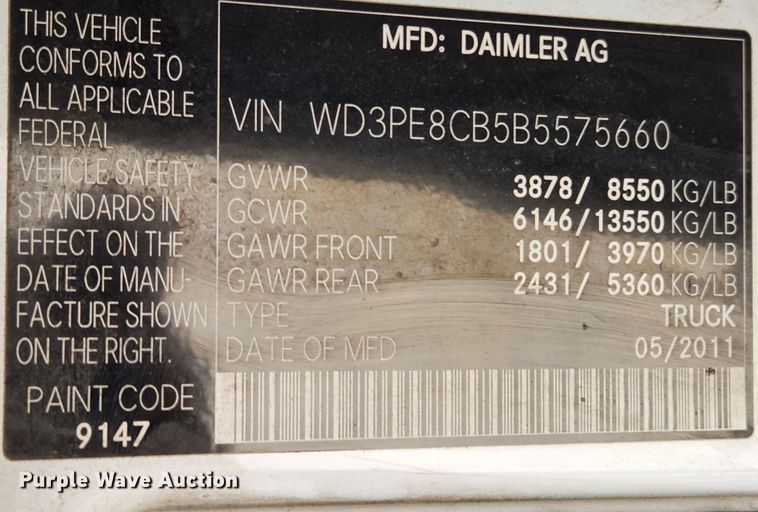 THIS VEHICLE
CONFORMS TO
ALL APPLICABLE
FEDERAL
VEHICLE SAFETY
STANDARDS IN
EFFECT ON THE
DATE OF MANU-
FACTURE SHOWN
ON THE RIGHT.
PAINT CODE
9147
MFD: DAIMLER AG
VIN WD3PE8CB5B5575660
GVWR 3878/ 8550 KG/LB
GCWR 6146/13550 KG/LB
GAWR FRONT 1801/ 3970 KG/LB
GAWR REAR 2431/ 5360 KG/LB
TYPE TRUCK
DATE OF MFD 05/2011
Purple Wave Auction